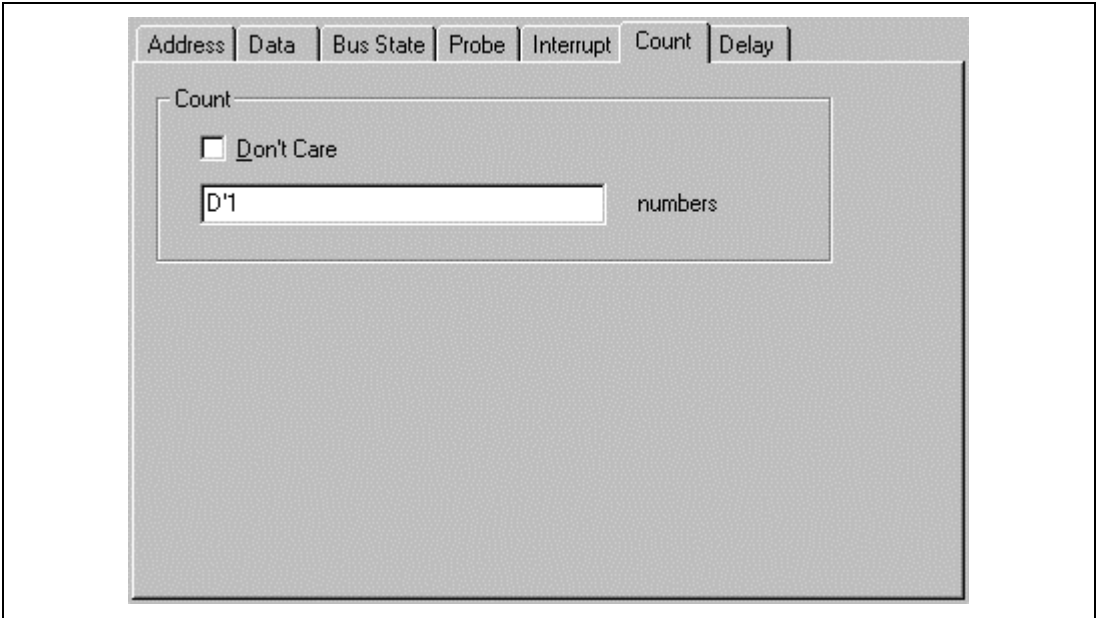 Address Data Bus State Probe Interrupt Count Delay
Count
Don't Care
D'1 numbers